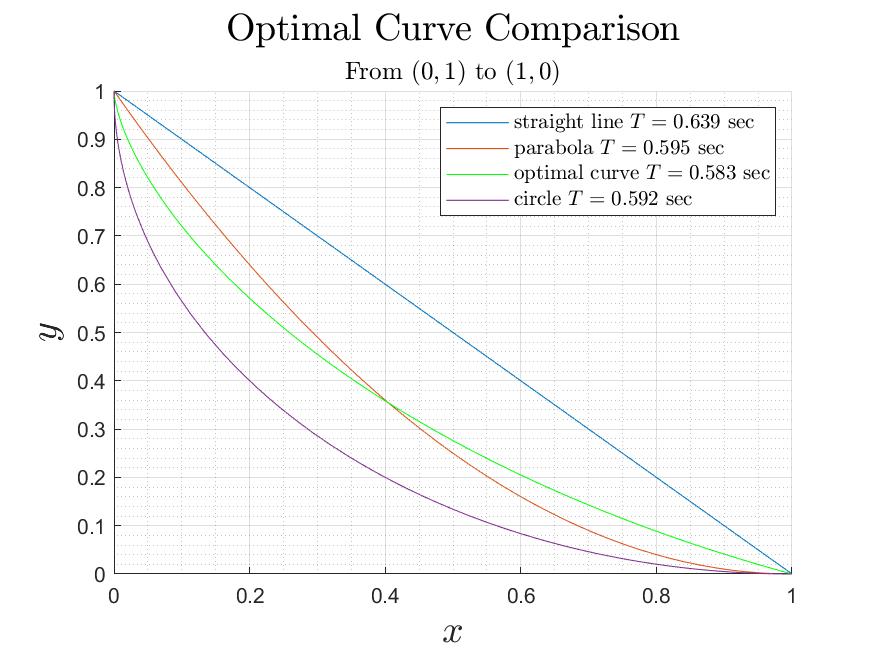 Optimal Curve Comparison
From (0, 1) to (1, 0)
straight line T = 0.639 sec
parabola T = 0.595 sec
optimal curve T = 0.583 sec
circle T = 0.592 sec
1
0.9
0.8
0.7
0.6
0.5
0.4
0.3
0.2
0.1
0
y
0 0.2 0.4 0.6 0.8 1
x